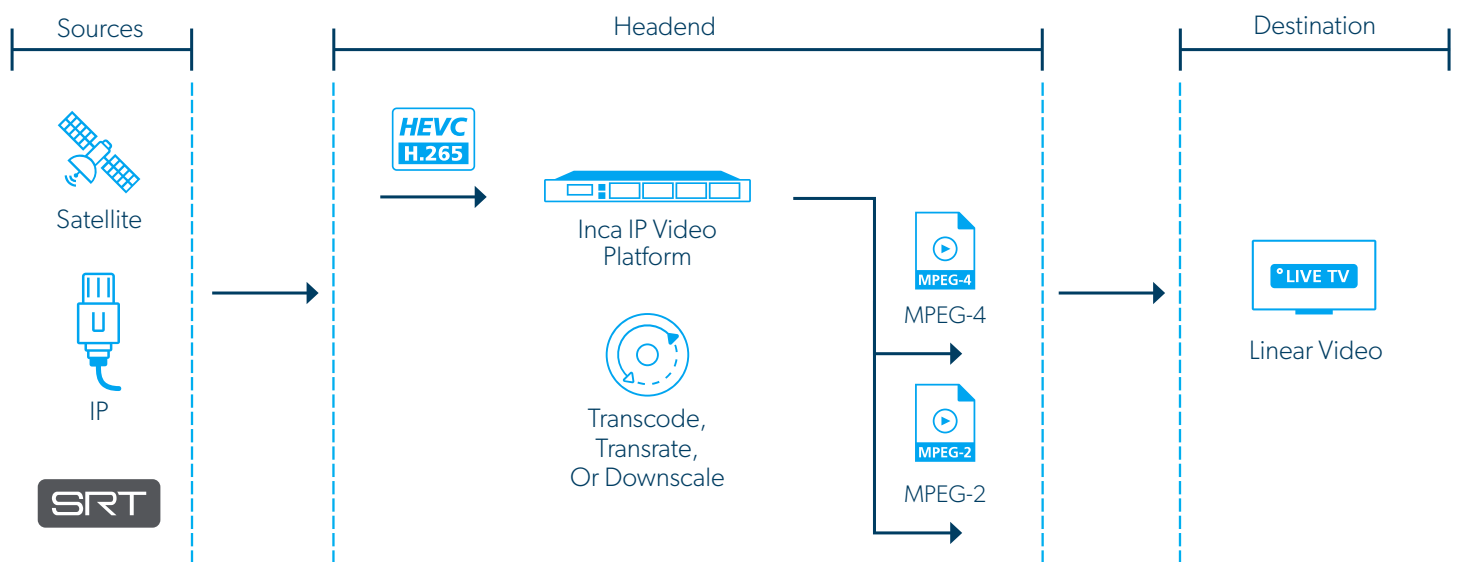 Sources
Headend
Destination
Satellite
IP
SRT
HEVC
H.265
Inca IP Video
Platform
Transcode,
Transrate,
Or Downscale
MPEG-4
MPEG-4
MPEG-2
MPEG-2
LIVE TV
Linear Video